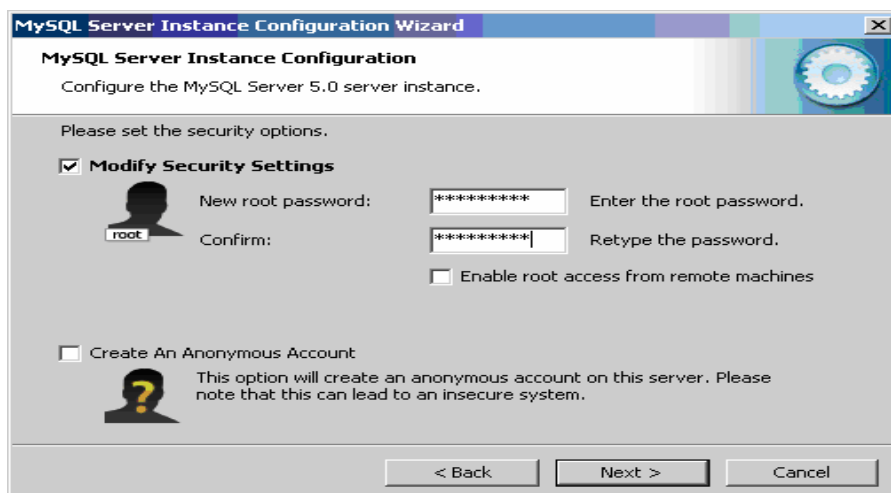 MySQL Server Instance Configuration Wizard
MySQL Server Instance Configuration
Configure the MySQL Server 5.0 server instance.
Please set the security options.
Modify Security Settings
root
New root password: ********* Enter the root password.
Confirm: ********* Retype the password.
Enable root access from remote machines
Create An Anonymous Account
This option will create an anonymous account on this server. Please
note that this can lead to an insecure system.
< Back Next > Cancel